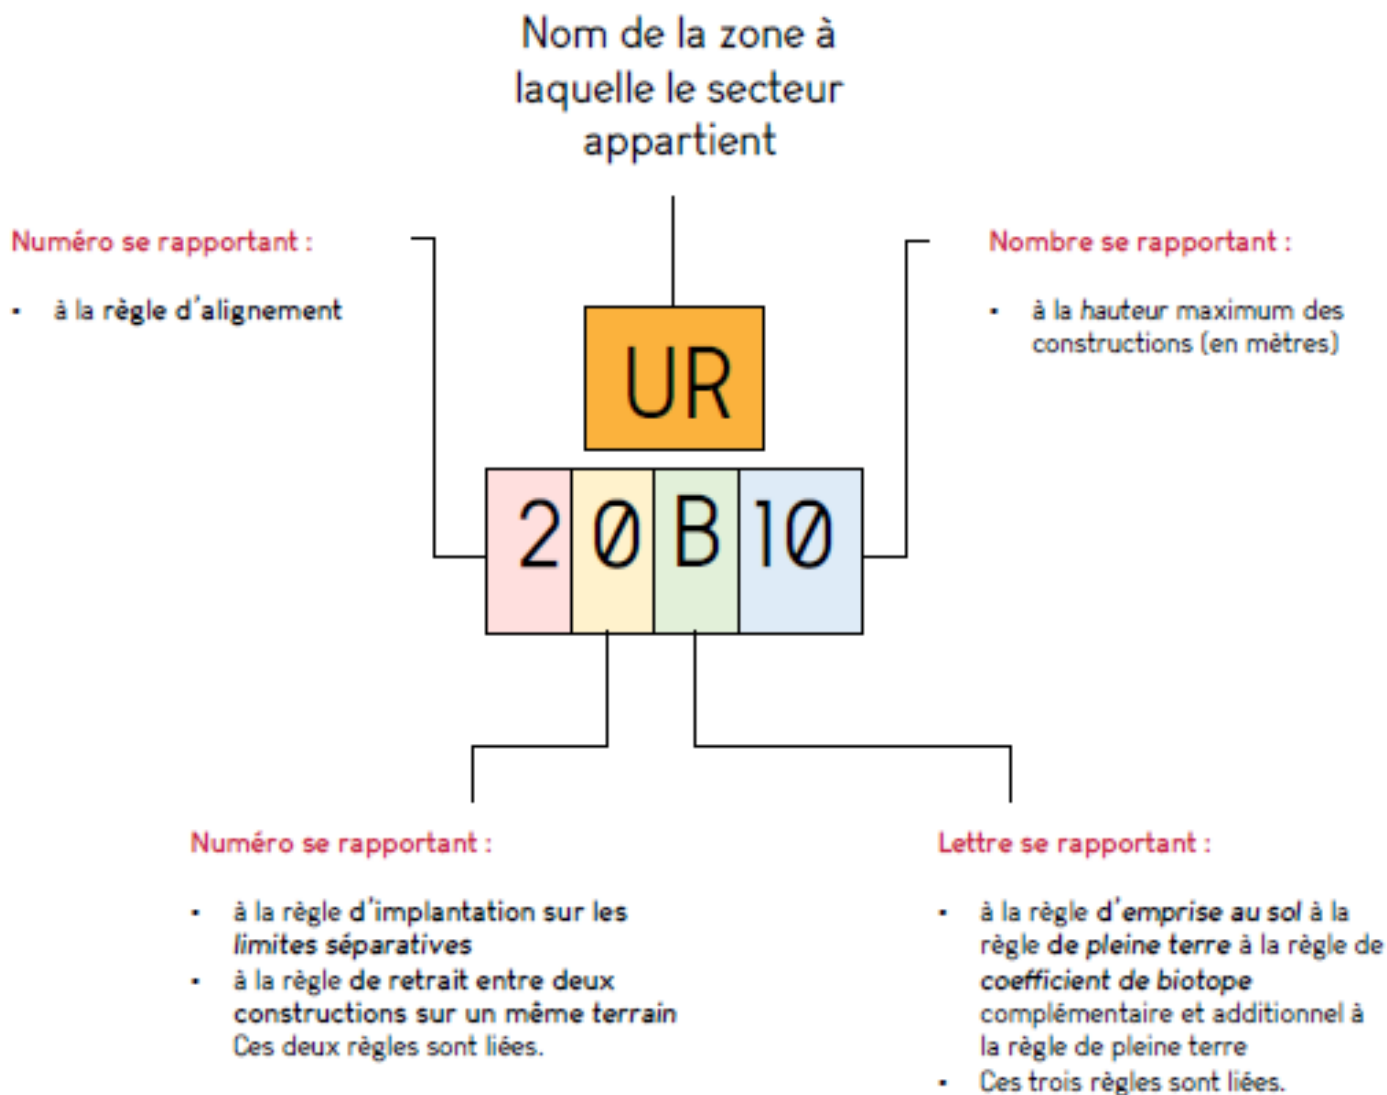 Nom de la zone à
laquelle le secteur
appartient
Numéro se rapportant :
• à la règle d'alignement
Nombre se rapportant :
• à la hauteur maximum des
constructions (en mètres)
UR
20B10
Numéro se rapportant :
• à la règle d'implantation sur les
limites séparatives
• à la règle de retrait entre deux
constructions sur un même terrain
Ces deux règles sont liées.
Lettre se rapportant :
• à la règle d'emprise au sol à la
règle de pleine terre à la règle de
coefficient de biotope
complémentaire et additionnel à
la règle de pleine terre
• Ces trois règles sont liées.